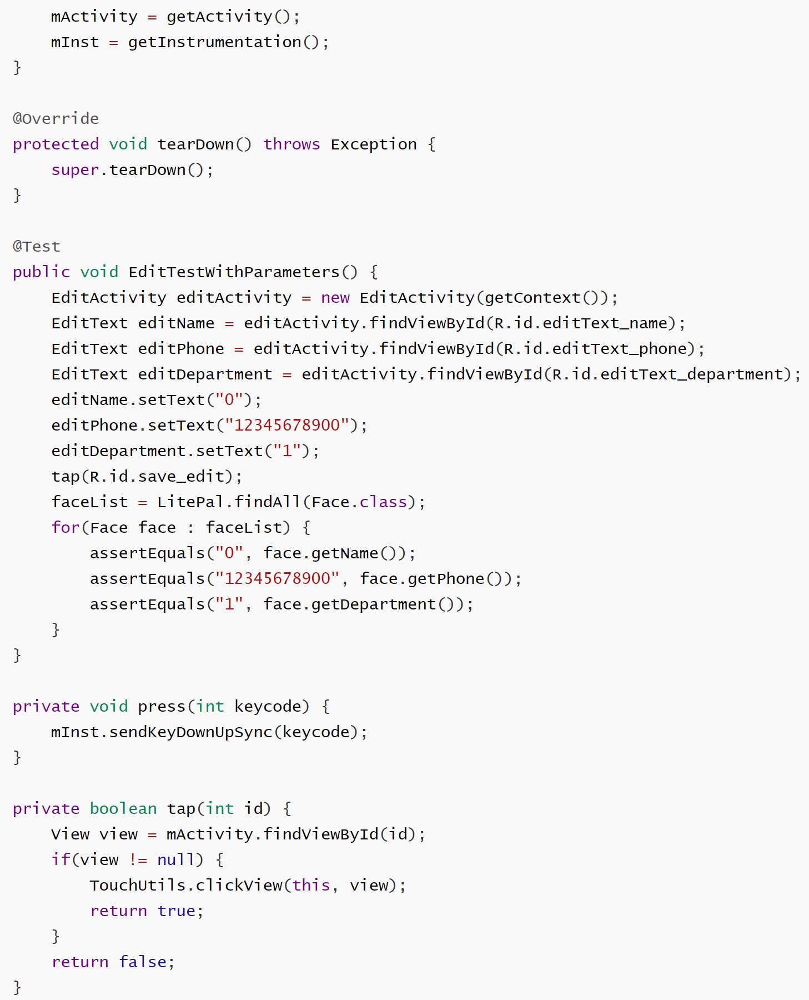 mActivity = getActivity();
    mInst = getInstrumentation();
}

@Override
protected void tearDown() throws Exception {
    super.tearDown();
}

@Test
public void EditTestWithParameters() {
    EditActivity editActivity = new EditActivity(getContext());
    EditText editName = editActivity.findViewById(R.id.editText_name);
    EditText editPhone = editActivity.findViewById(R.id.editText_phone);
    EditText editDepartment = editActivity.findViewById(R.id.editText_department);
    editName.setText("0");
    editPhone.setText("12345678900");
    editDepartment.setText("1");
    tap(R.id.save_edit);
    faceList = LitePal.findAll(Face.class);
    for(Face face : faceList) {
        assertEquals("0", face.getName());
        assertEquals("12345678900", face.getPhone());
        assertEquals("1", face.getDepartment());
    }
}

private void press(int keycode) {
    mInst.sendKeyDownUpSync(keycode);
}

private boolean tap(int id) {
    View view = mActivity.findViewById(id);
    if(view != null) {
        TouchUtils.clickView(this, view);
        return true;
    }
    return false;
}